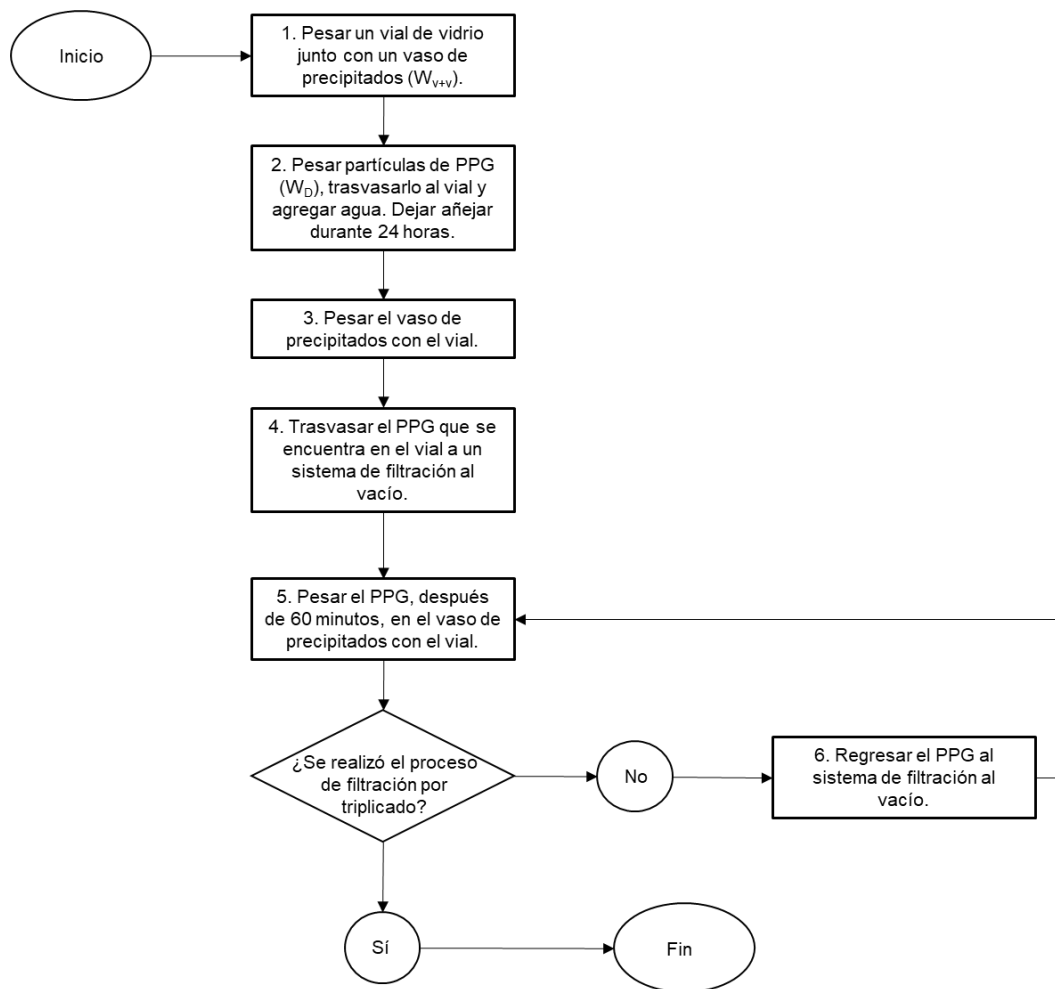 Inicio
1. Pesar un vial de vidrio
junto con un vaso de
precipitados (Wv+v).
2. Pesar partículas de PPG
(WD), trasvasarlo al vial y
agregar agua. Dejar añejar
durante 24 horas.
3. Pesar el vaso de
precipitados con el vial.
4. Trasvasar el PPG que se
encuentra en el vial a un
sistema de filtración al
vacío.
5. Pesar el PPG, después
de 60 minutos, en el vaso de
precipitados con el vial.
¿Se realizó el proceso
de filtración por
triplicado?
No
6. Regresar el PPG al
sistema de filtración al
vacío.
Sí
Fin